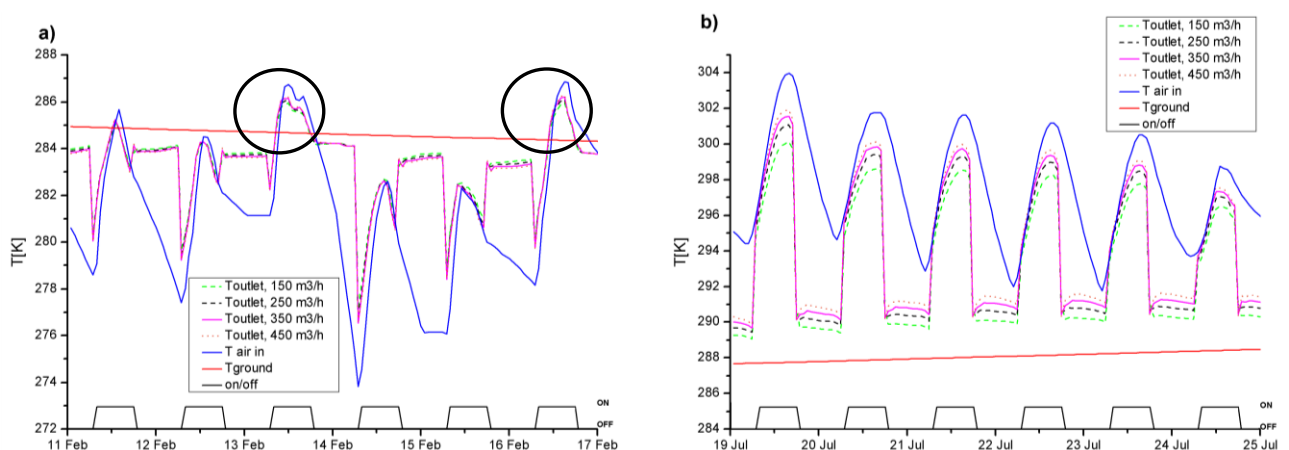 a)
288
286
284
282
280
278
276
274
272
T[K]
Toutlet, 150 m3/h
Toutlet, 250 m3/h
Toutlet, 350 m3/h
Toutlet, 450 m3/h
T air in
Tground
on/off
ON
OFF
11 Feb 12 Feb 13 Feb 14 Feb 15 Feb 16 Feb 17 Feb
b)
304
302
300
298
296
294
292
290
288
286
284
T[K]
Toutlet, 150 m3/h
Toutlet, 250 m3/h
Toutlet, 350 m3/h
Toutlet, 450 m3/h
T air in
Tground
on/off
ON
OFF
19 Jul 20 Jul 21 Jul 22 Jul 23 Jul 24 Jul 25 Jul